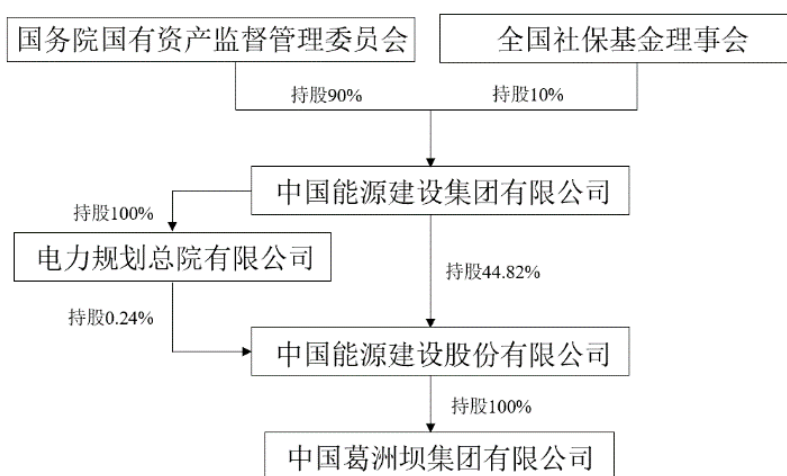 国务院国有资产监督管理委员会
全国社保基金理事会
持股90%
持股10%
中国能源建设集团有限公司
持股100%
电力规划总院有限公司
持股44.82%
持股0.24%
中国能源建设股份有限公司
持股100%
中国葛洲坝集团有限公司